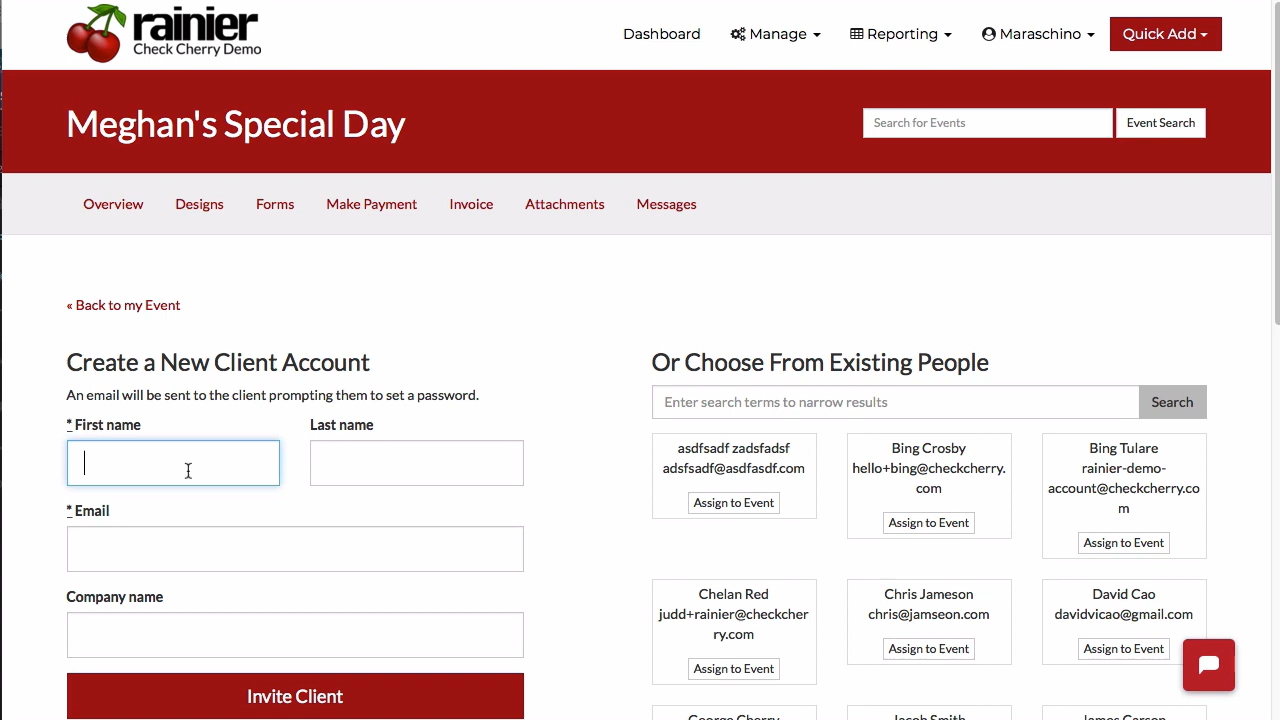 rainier
Check Cherry Demo
Dashboard
Manage
Reporting
Maraschino
Quick Add
Meghan's Special Day
Search for Events
Event Search
Overview
Designs
Forms
Make Payment
Invoice
Attachments
Messages
« Back to my Event
Create a New Client Account
An email will be sent to the client prompting them to set a password.
* First name
Last name
* Email
Company name
Invite Client
Or Choose From Existing People
Enter search terms to narrow results
Search
asdfsadf zadsfadsf
adsfsadf@asdfasdf.com
Assign to Event
Bing Crosby
hello+bing@checkcherry.
com
Assign to Event
Bing Tulare
rainier-demo-
account@checkcherry.co
m
Assign to Event
Chelan Red
judd+rainier@checkcher
ry.com
Assign to Event
Chris Jameson
chris@jamseon.com
Assign to Event
David Cao
davidvicao@gmail.com
Assign to Event
George Cherry
Jacob Smith
James Carson